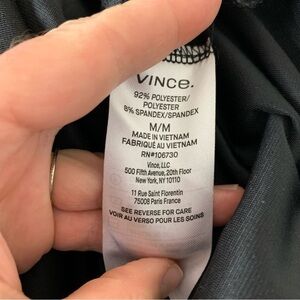 VINCE.
92% POLYESTER/
POLYESTER
8% SPANDEX/SPANDEX
M/M
MADE IN VIETNAM
FABRIQUÉ AU VIETNAM
RN#106730
Vince, LLC
500 Fifth Avenue, 20th Floor
New York, NY 10110
11 Rue Saint Florentin
75008 Paris France
SEE REVERSE FOR CARE
VOIR AU VERSO POUR LES SOINS